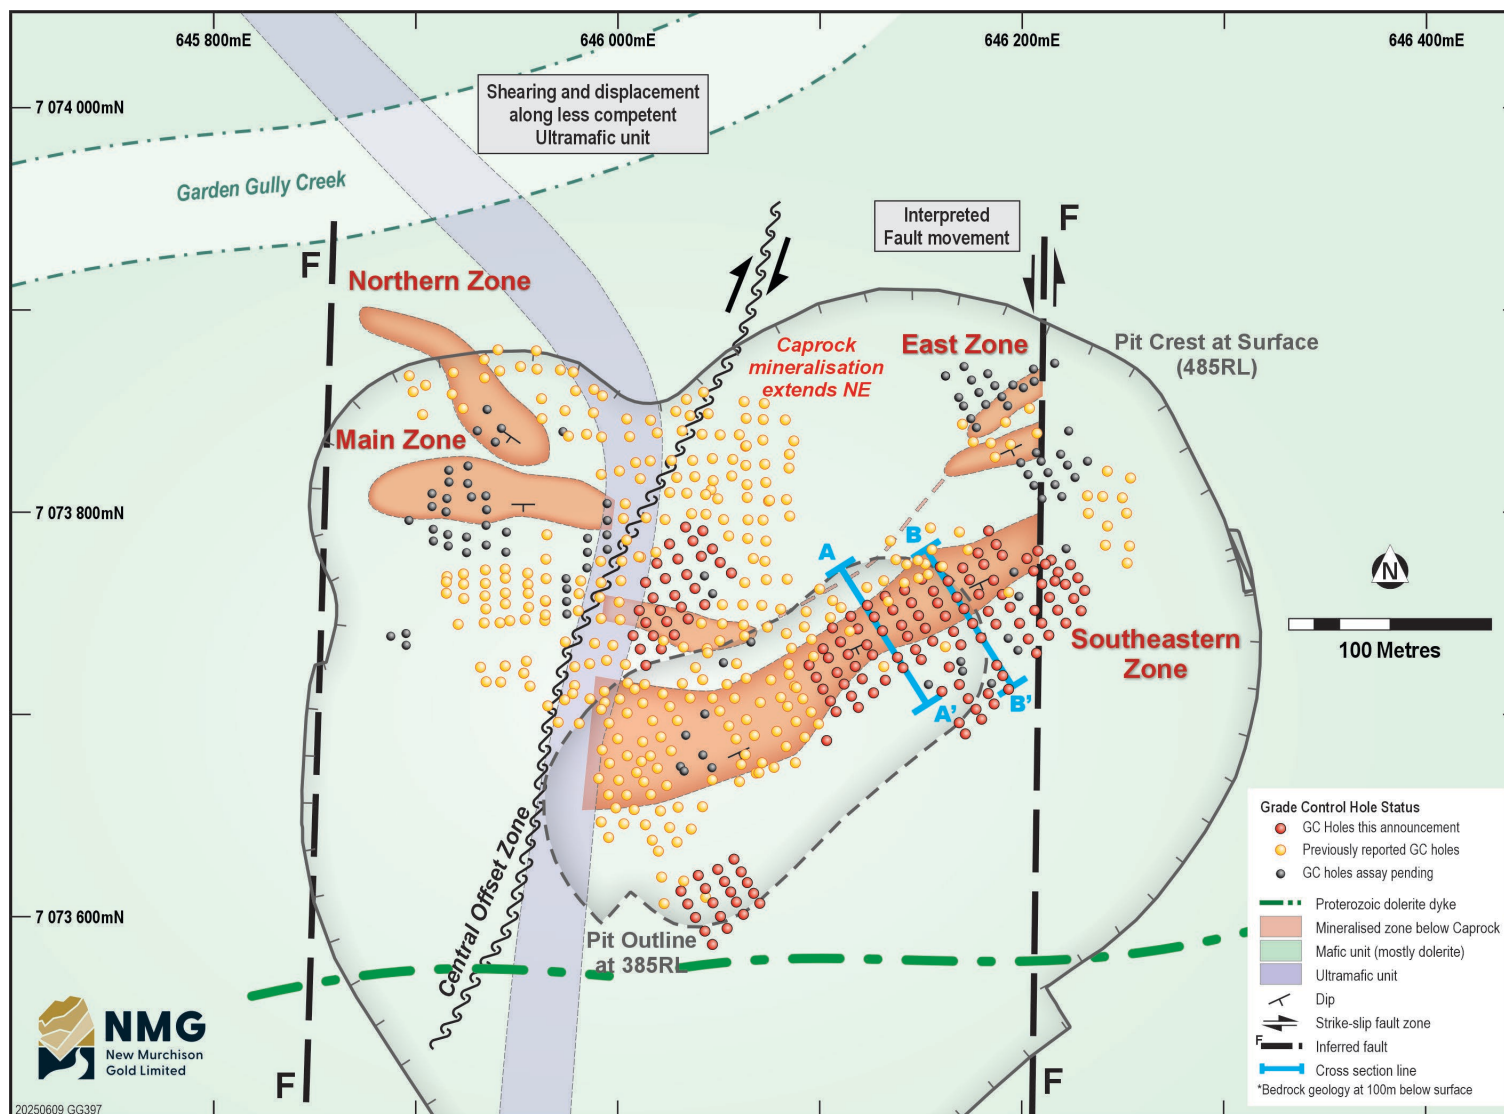 645 800mE
646 000mE
646 200mE
646 400mE
7 074 000mN
7 073 800mN
7 073 600mN
Shearing and displacement
along less competent
Ultramafic unit
Garden Gully Creek
Interpreted
Fault movement
F
F
Northern Zone
Caprock
mineralisation
extends NE
East Zone
Pit Crest at Surface
(485RL)
Main Zone
A
B
N
100 Metres
Southeastern
Zone
A'
B'
Central Offset Zone
Pit Outline
at 385RL
F
F
NMG
New Murchison
Gold Limited
20250609 GG397
Grade Control Hole Status
GC Holes this announcement
Previously reported GC holes
GC holes assay pending
Proterozoic dolerite dyke
Mineralised zone below Caprock
Mafic unit (mostly dolerite)
Ultramafic unit
Dip
Strike-slip fault zone
F
Inferred fault
Cross section line
*Bedrock geology at 100m below surface